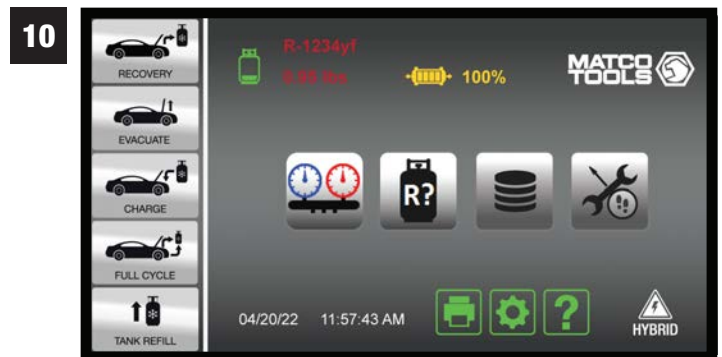 10
RECOVERY
EVACUATE
CHARGE
FULL CYCLE
TANK REFILL
R-1234yf
lbs
100%
MATCO
TOOLS
R?
04/20/22 11:57:43 AM
?
HYBRID